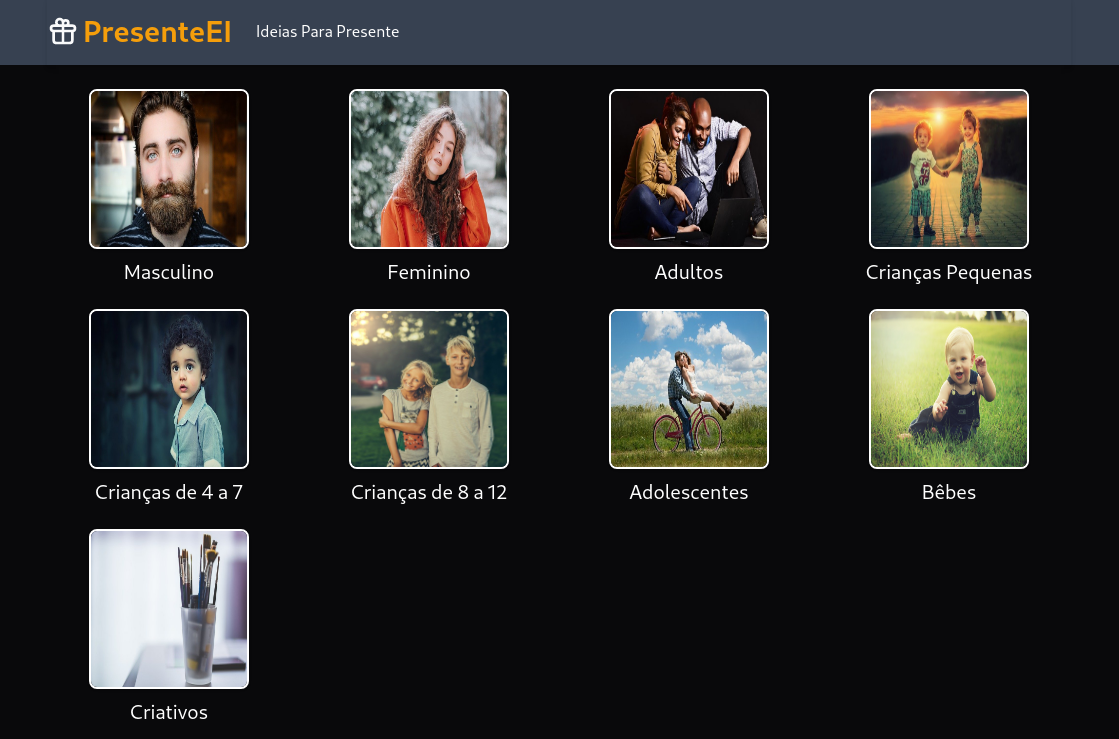 PresenteEI
Ideias Para Presente
Masculino
Feminino
Adultos
Crianças Pequenas
Crianças de 4 a 7
Crianças de 8 a 12
Adolescentes
Bêbes
Criativos